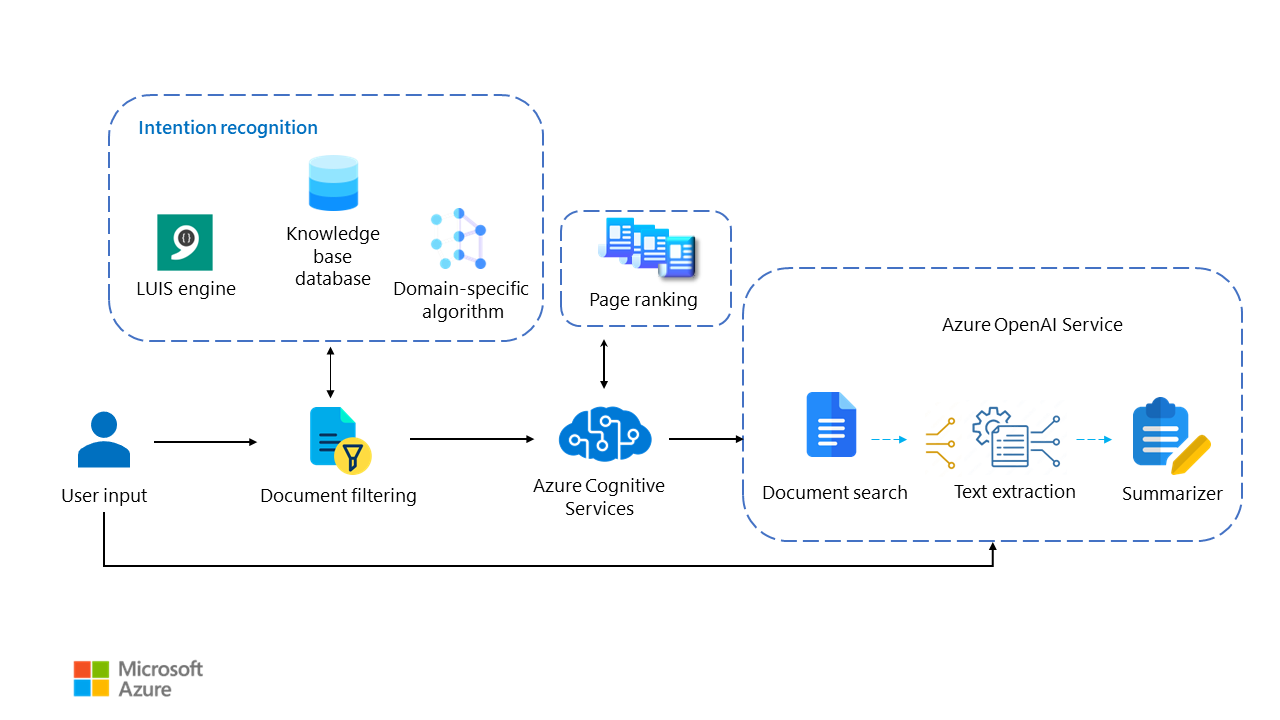 Intention recognition
LUIS engine
Knowledge
base
database
Domain-specific
algorithm
Page ranking
Azure OpenAI Service
User input
Document filtering
Azure Cognitive
Services
Document search
Text extraction
Summarizer
Microsoft
Azure